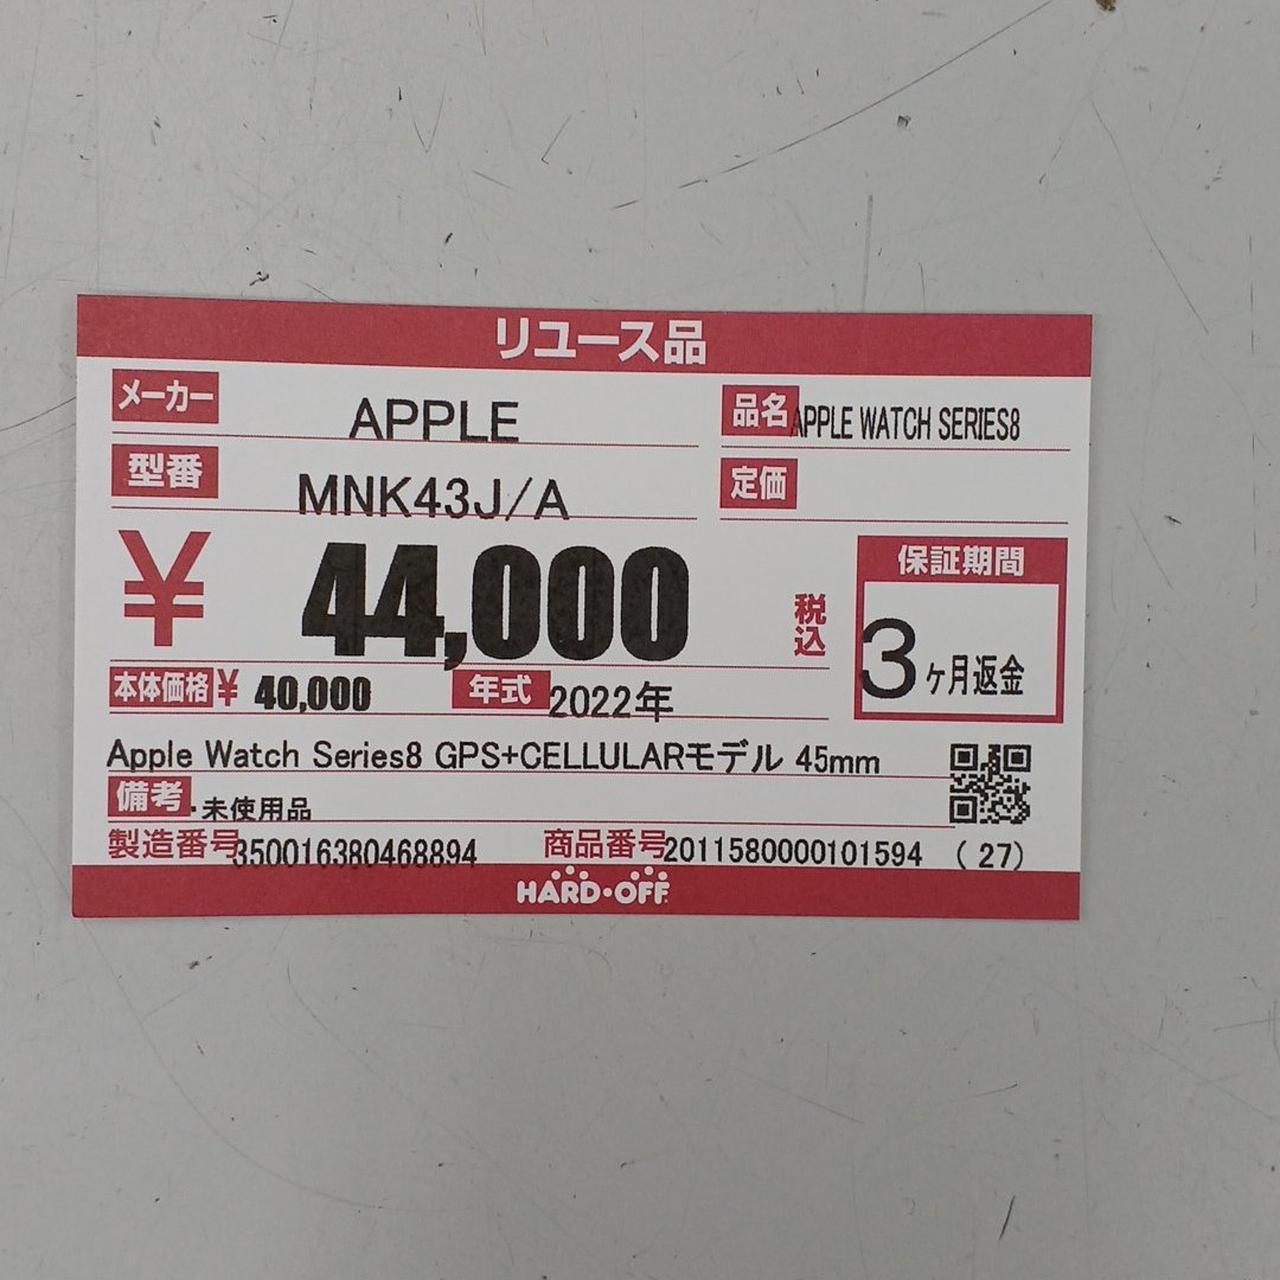 リユース品
メーカー APPLE 品名 APPLE WATCH SERIES8
型番 MNK43J/A 定価
¥ 44,000 税込
保証期間
3ヶ月返金
本体価格 ¥ 40,000 年式 2022年
Apple Watch Series8 GPS+CELLULARモデル 45mm
備考 ・未使用品
製造番号 350016380468894 商品番号 2011580000101594 (27)
HARD・OFF